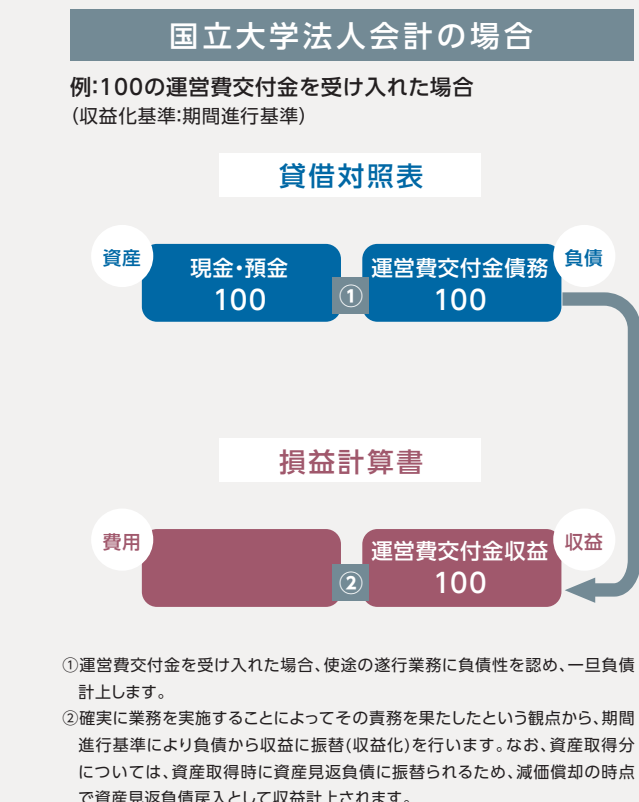 国立大学法人会計の場合
例:100の運営費交付金を受け入れた場合
(収益化基準:期間進行基準)
貸借対照表
資産
現金・預金
100
①
運営費交付金債務
100
負債
損益計算書
費用
②
運営費交付金収益
100
収益
①運営費交付金を受け入れた場合、使途の遂行業務に負債性を認め、一旦負債
計上します。
②確実に業務を実施することによってその責務を果たしたという観点から、期間
進行基準により負債から収益に振替(収益化)を行います。なお、資産取得分
については、資産取得時に資産見返負債に振替られるため、減価償却の時点
で資産見返負債戻入として収益計上されます。